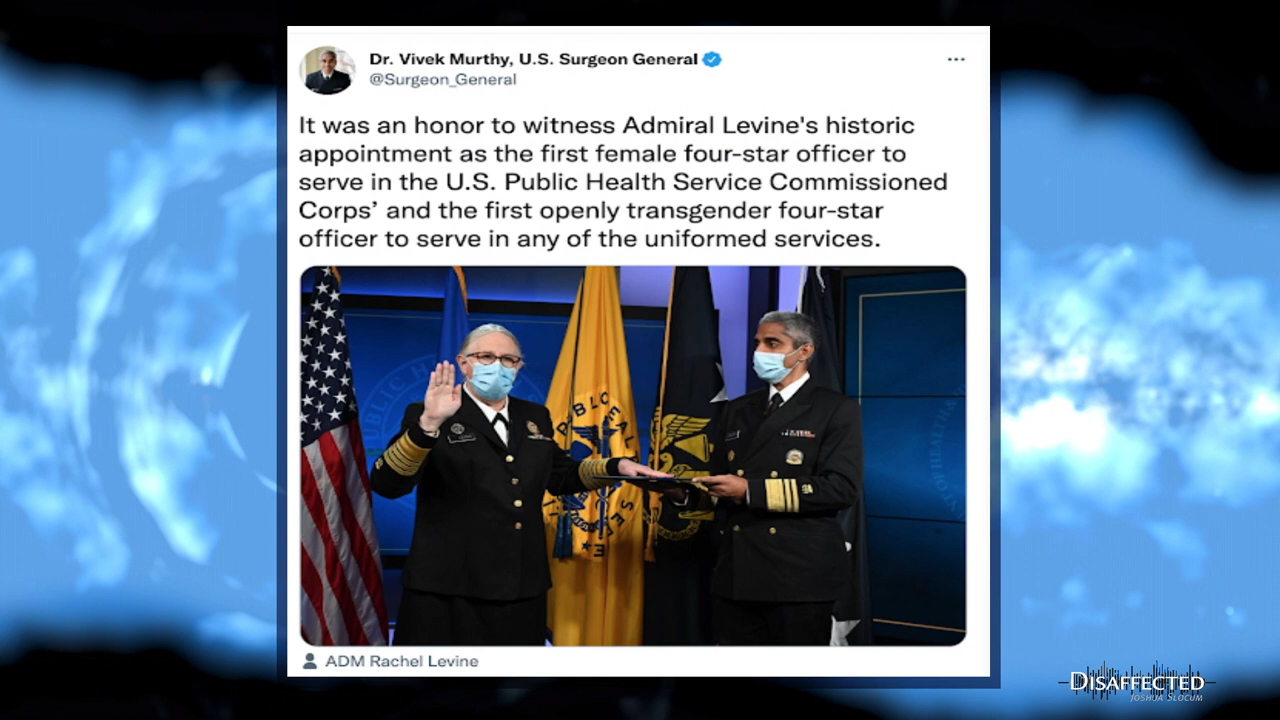 Dr. Vivek Murthy, U.S. Surgeon General
@Surgeon_General
It was an honor to witness Admiral Levine's historic
appointment as the first female four-star officer to
serve in the U.S. Public Health Service Commissioned
Corps’ and the first openly transgender four-star
officer to serve in any of the uniformed services.
ADM Rachel Levine
DISAFFECTED
JOSHUA SLOCUM